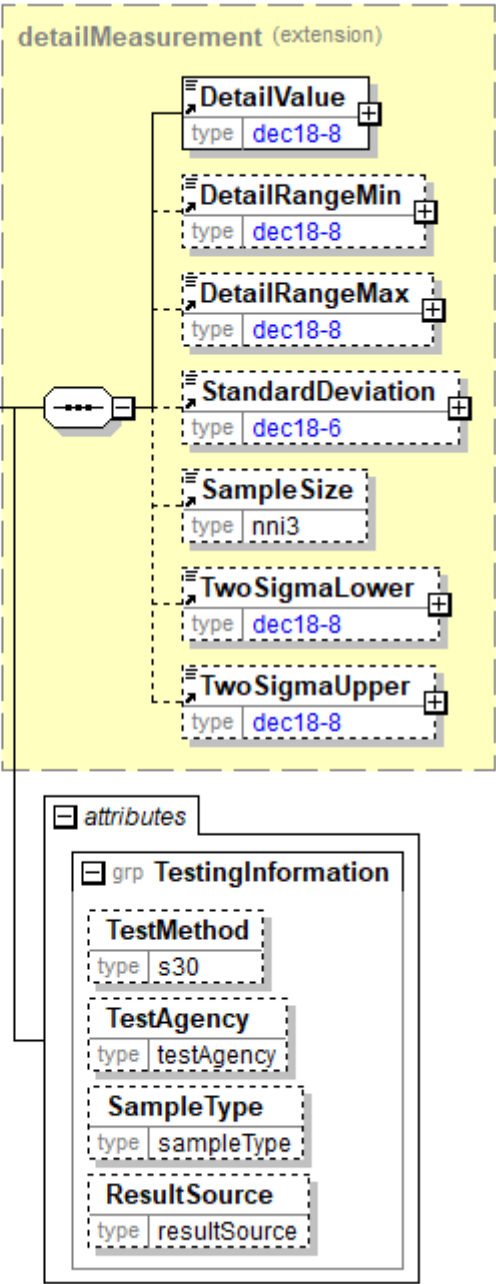 detailMeasurement (extension)
DetailValue
type dec18-8
DetailRangeMin
type dec18-8
DetailRangeMax
type dec18-8
StandardDeviation
type dec18-6
SampleSize
type nni3
TwoSigmaLower
type dec18-8
TwoSigmaUpper
type dec18-8
attributes
grp TestingInformation
TestMethod
type s30
TestAgency
type testAgency
SampleType
type sampleType
ResultSource
type resultSource